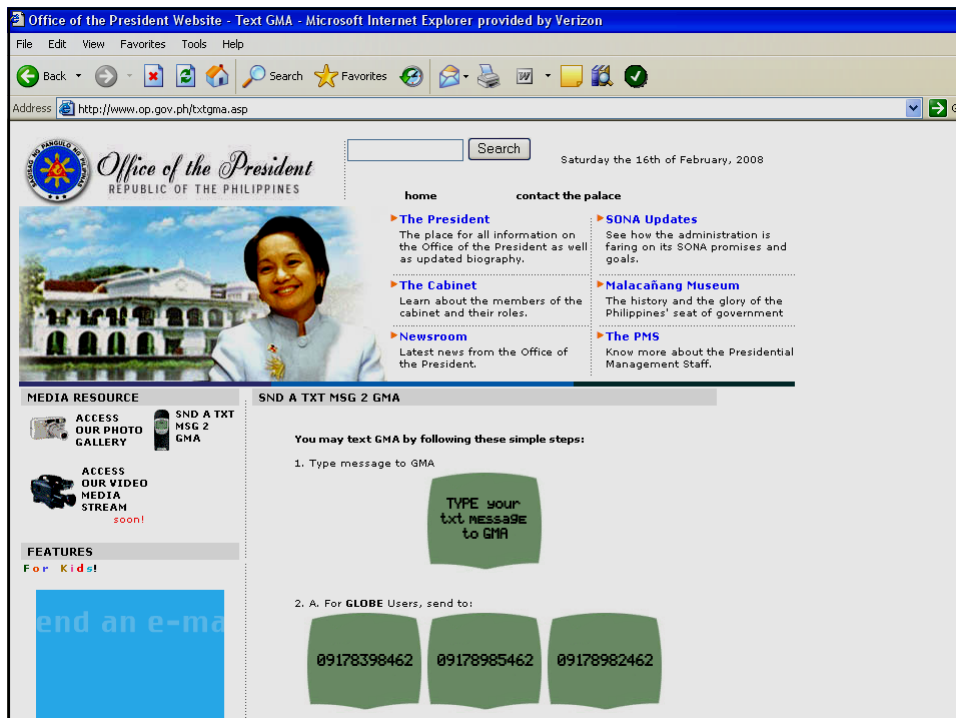 Office of the President Website - Text GMA - Microsoft Internet Explorer provided by Verizon
File Edit View Favorites Tools Help
Back Search Favorites
Address http://www.op.gov.ph/txtgma.asp
SAGISAG NG PANGULO NG PILIPINAS
Office of the President
REPUBLIC OF THE PHILIPPINES
Search
Saturday the 16th of February, 2008
home contact the palace
The President
The place for all information on
the Office of the President as well
as updated biography.
SONA Updates
See how the administration is
faring on its SONA promises and
goals.
The Cabinet
Learn about the members of the
cabinet and their roles.
Malacañang Museum
The history and the glory of the
Philippines' seat of government
Newsroom
Latest news from the Office of
the President.
The PMS
Know more about the Presidential
Management Staff.
MEDIA RESOURCE
ACCESS
OUR PHOTO
GALLERY
SND A TXT
MSG 2
GMA
ACCESS
OUR VIDEO
MEDIA
STREAM
soon!
FEATURES
For Kids!
end an e-ma
SND A TXT MSG 2 GMA
You may text GMA by following these simple steps:
1. Type message to GMA
TYPE your
txt message
to GMA
2. A. For GLOBE Users, send to:
09178398462 09178985462 09178982462